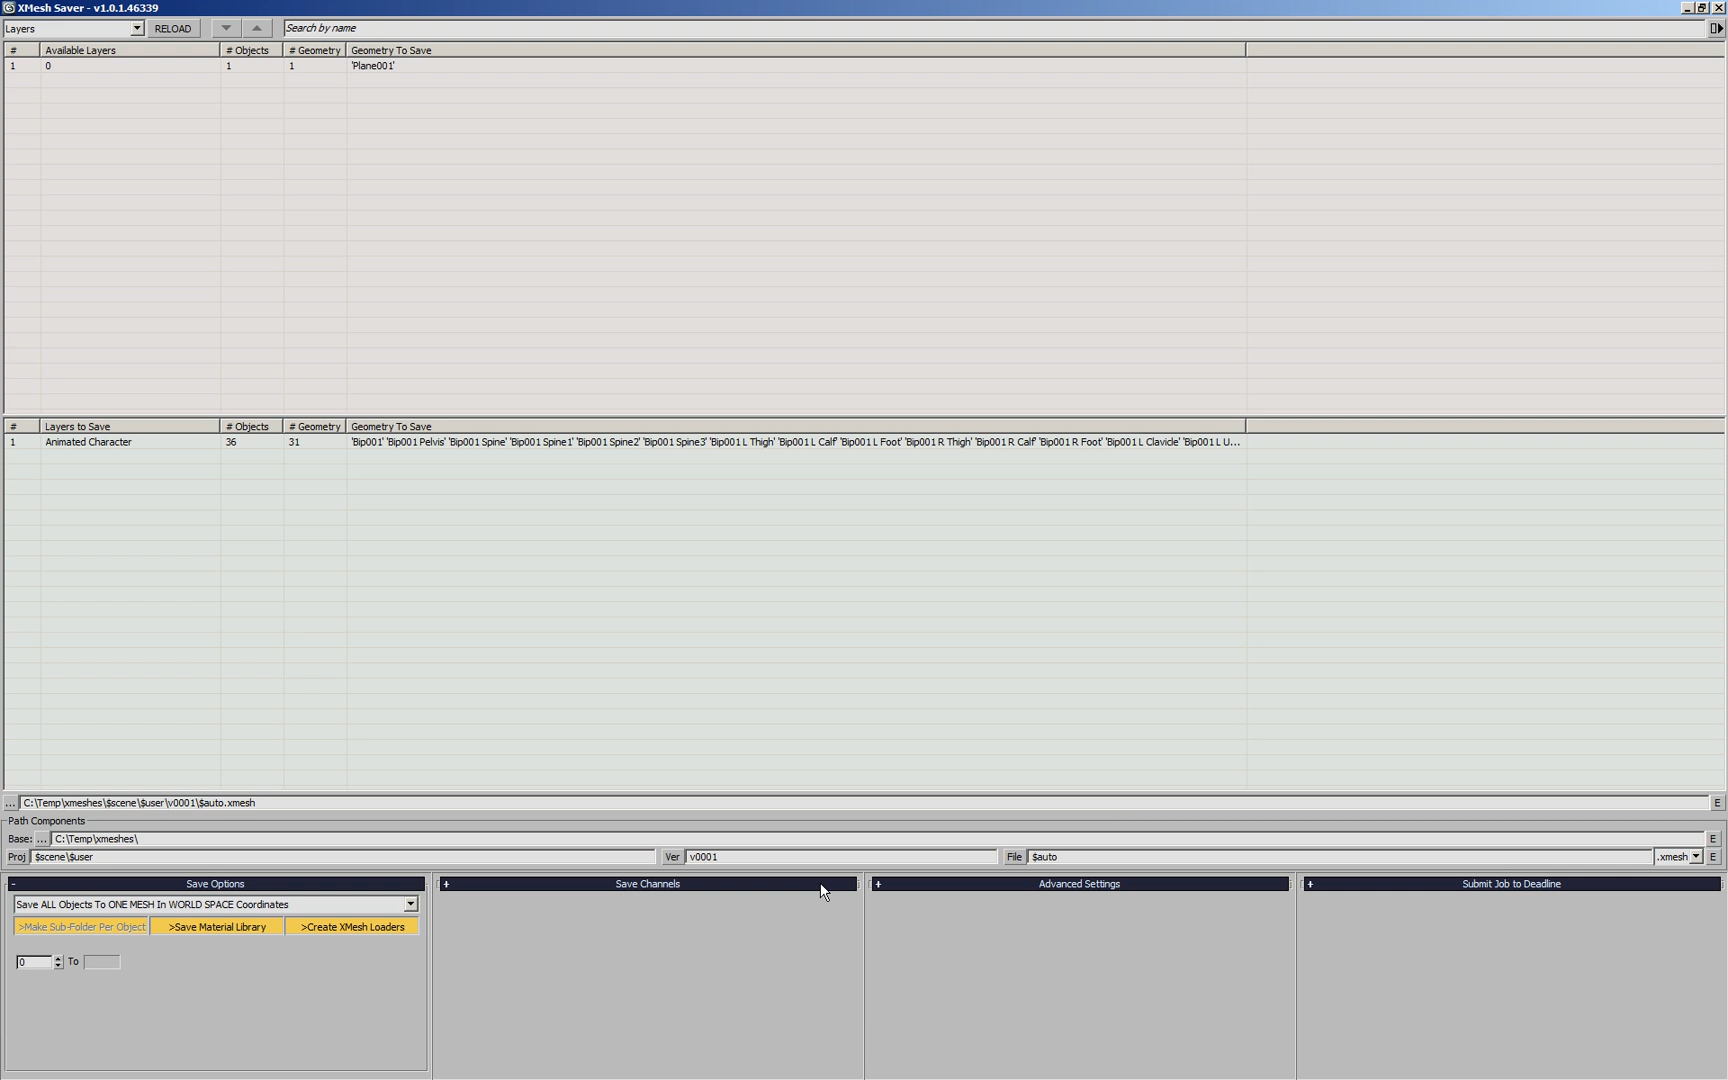 XMesh Saver - v1.0.1.46339
Layers RELOAD Search by name
# Available Layers # Objects # Geometry Geometry To Save
1 0 1 1 'Plane001'
# Layers to Save # Objects # Geometry Geometry To Save
1 Animated Character 36 31 'Bip001' 'Bip001 Pelvis' 'Bip001 Spine' 'Bip001 Spine1' 'Bip001 Spine2' 'Bip001 Spine3' 'Bip001 L Thigh' 'Bip001 L Calf' 'Bip001 L Foot' 'Bip001 R Thigh' 'Bip001 R Calf' 'Bip001 R Foot' 'Bip001 L Clavicle' 'Bip001 L U...
... C:\Temp\xmeshes\$scene\$user\v0001\$auto.xmesh E
Path Components
Base: ... C:\Temp\xmeshes\ E
Proj $scene\$user Ver v0001 File $auto .xmesh E
- Save Options + Save Channels + Advanced Settings + Submit Job to Deadline
Save ALL Objects To ONE MESH In WORLD SPACE Coordinates
>Make Sub-Folder Per Object >Save Material Library >Create XMesh Loaders
0 To